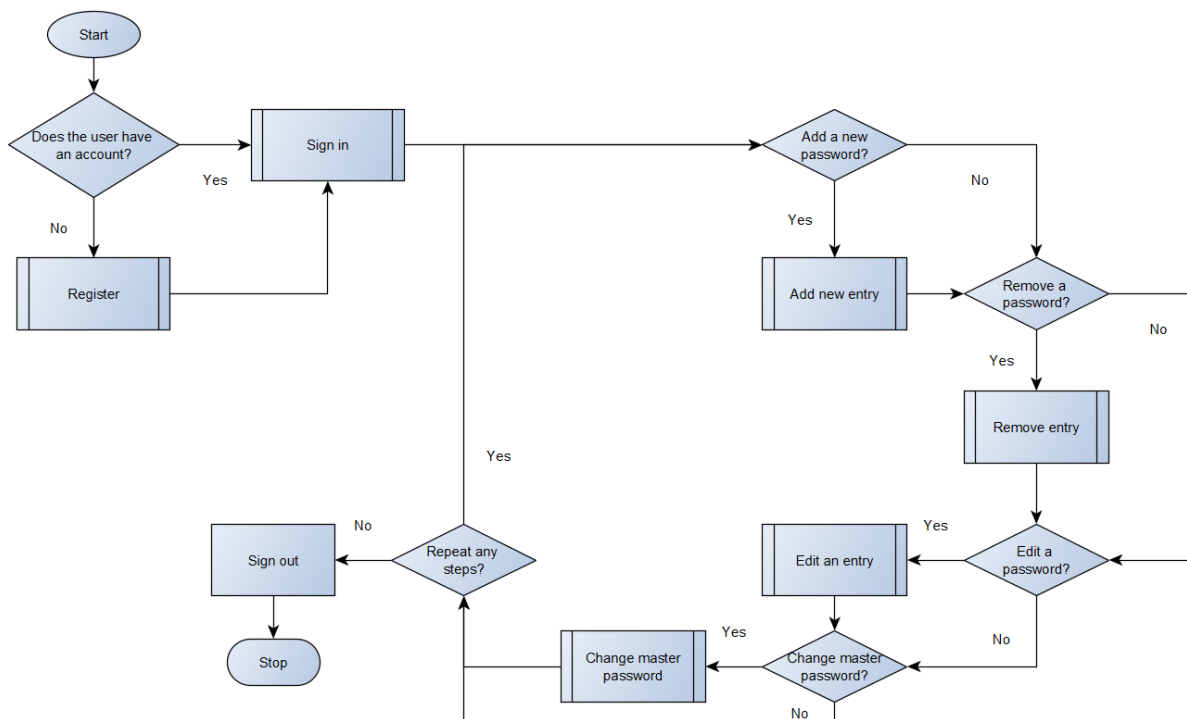 Start
Does the user have
an account?
Yes
No
Register
Sign in
Add a new
password?
No
Yes
Add new entry
Remove a
password?
No
Yes
Remove entry
Edit a
password?
Yes
No
Edit an entry
Change master
password?
Yes
No
Change master
password
Repeat any
steps?
Yes
No
Sign out
Stop